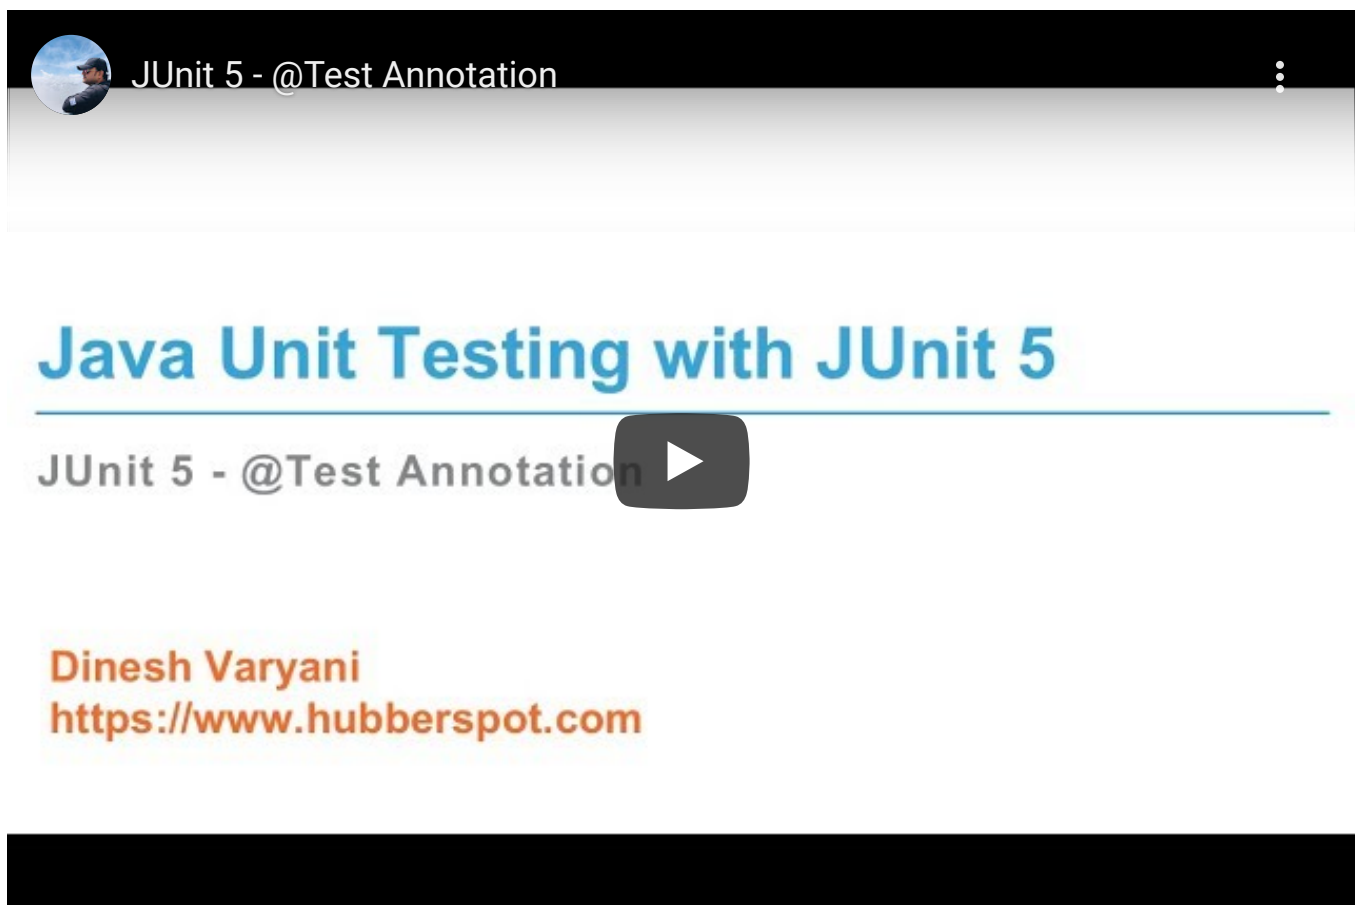 JUnit 5 - @Test Annotation
Java Unit Testing with JUnit 5
JUnit 5 - @Test Annotation
Dinesh Varyani
https://www.hubberspot.com